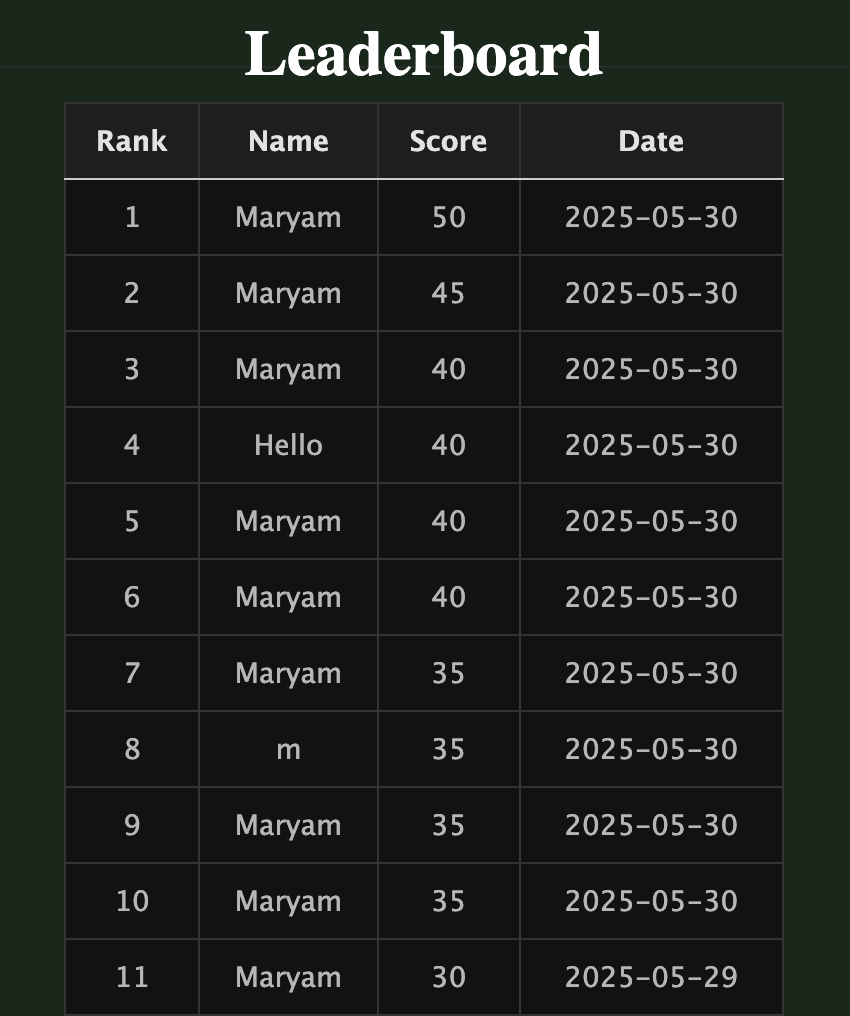 Leaderboard
Rank Name Score Date
1 Maryam 50 2025-05-30
2 Maryam 45 2025-05-30
3 Maryam 40 2025-05-30
4 Hello 40 2025-05-30
5 Maryam 40 2025-05-30
6 Maryam 40 2025-05-30
7 Maryam 35 2025-05-30
8 m 35 2025-05-30
9 Maryam 35 2025-05-30
10 Maryam 35 2025-05-30
11 Maryam 30 2025-05-29